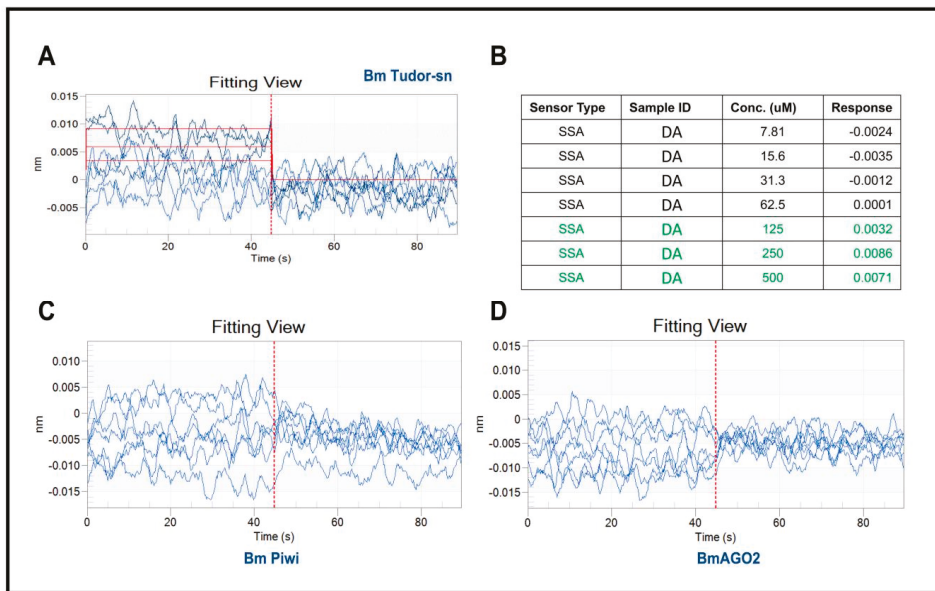 A
Fitting View
Bm Tudor-sn
0.015
0.010
0.005
0
-0.005
nm
0
20
40
60
80
Time (s)
B
Sensor Type Sample ID Conc. (uM) Response
SSA DA 7.81 -0.0024
SSA DA 15.6 -0.0035
SSA DA 31.3 -0.0012
SSA DA 62.5 0.0001
SSA DA 125 0.0032
SSA DA 250 0.0086
SSA DA 500 0.0071
C
Fitting View
0.010
0.005
0
-0.005
-0.010
-0.015
nm
0
20
40
60
80
Time (s)
Bm Piwi
D
Fitting View
0.015
0.010
0.005
0
-0.005
-0.010
-0.015
nm
0
20
40
60
80
Time (s)
BmAGO2